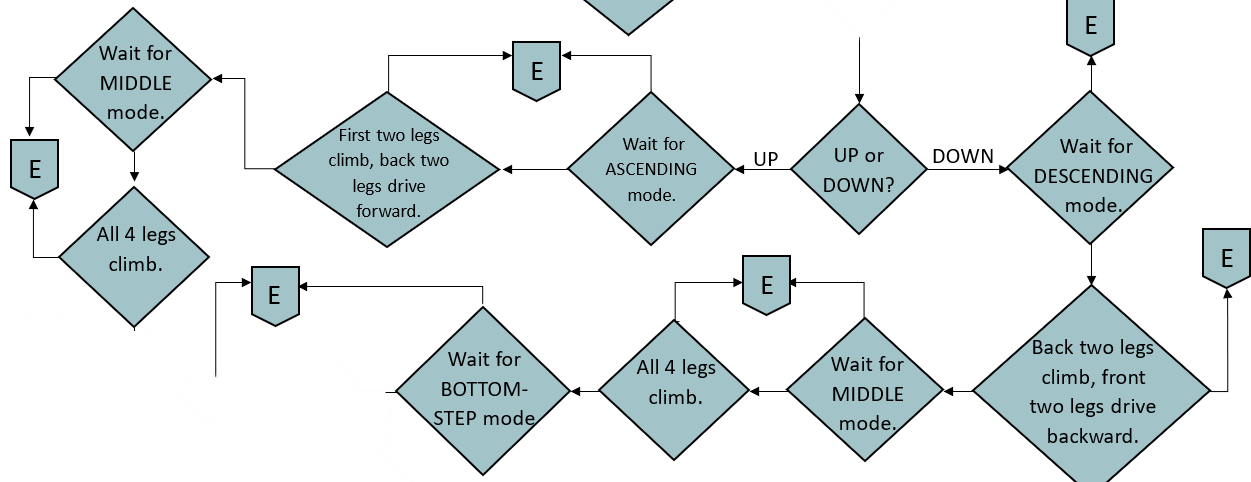 E
Wait for
MIDDLE
mode.
E
First two legs
climb, back two
legs drive
forward.
Wait for
ASCENDING
mode.
UP
UP or
DOWN?
DOWN
Wait for
DESCENDING
mode.
E
All 4 legs
climb.
E
E
E
Wait for
BOTTOM-
STEP mode
All 4 legs
climb.
Wait for
MIDDLE
mode.
Back two legs
climb, front
two legs drive
backward.